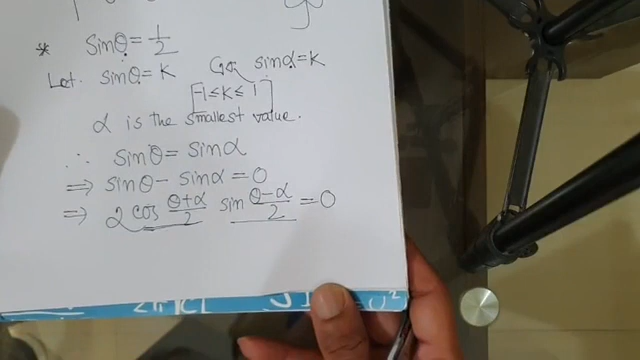 * sinθ = 1/2
Let. sinθ = K sinα = K
[-1 ≤ K ≤ 1]
α is the smallest value.
∴ sinθ = sinα
⇒ sinθ - sinα = 0
⇒ 2 cos (θ+α)/2 sin (θ-α)/2 = 0